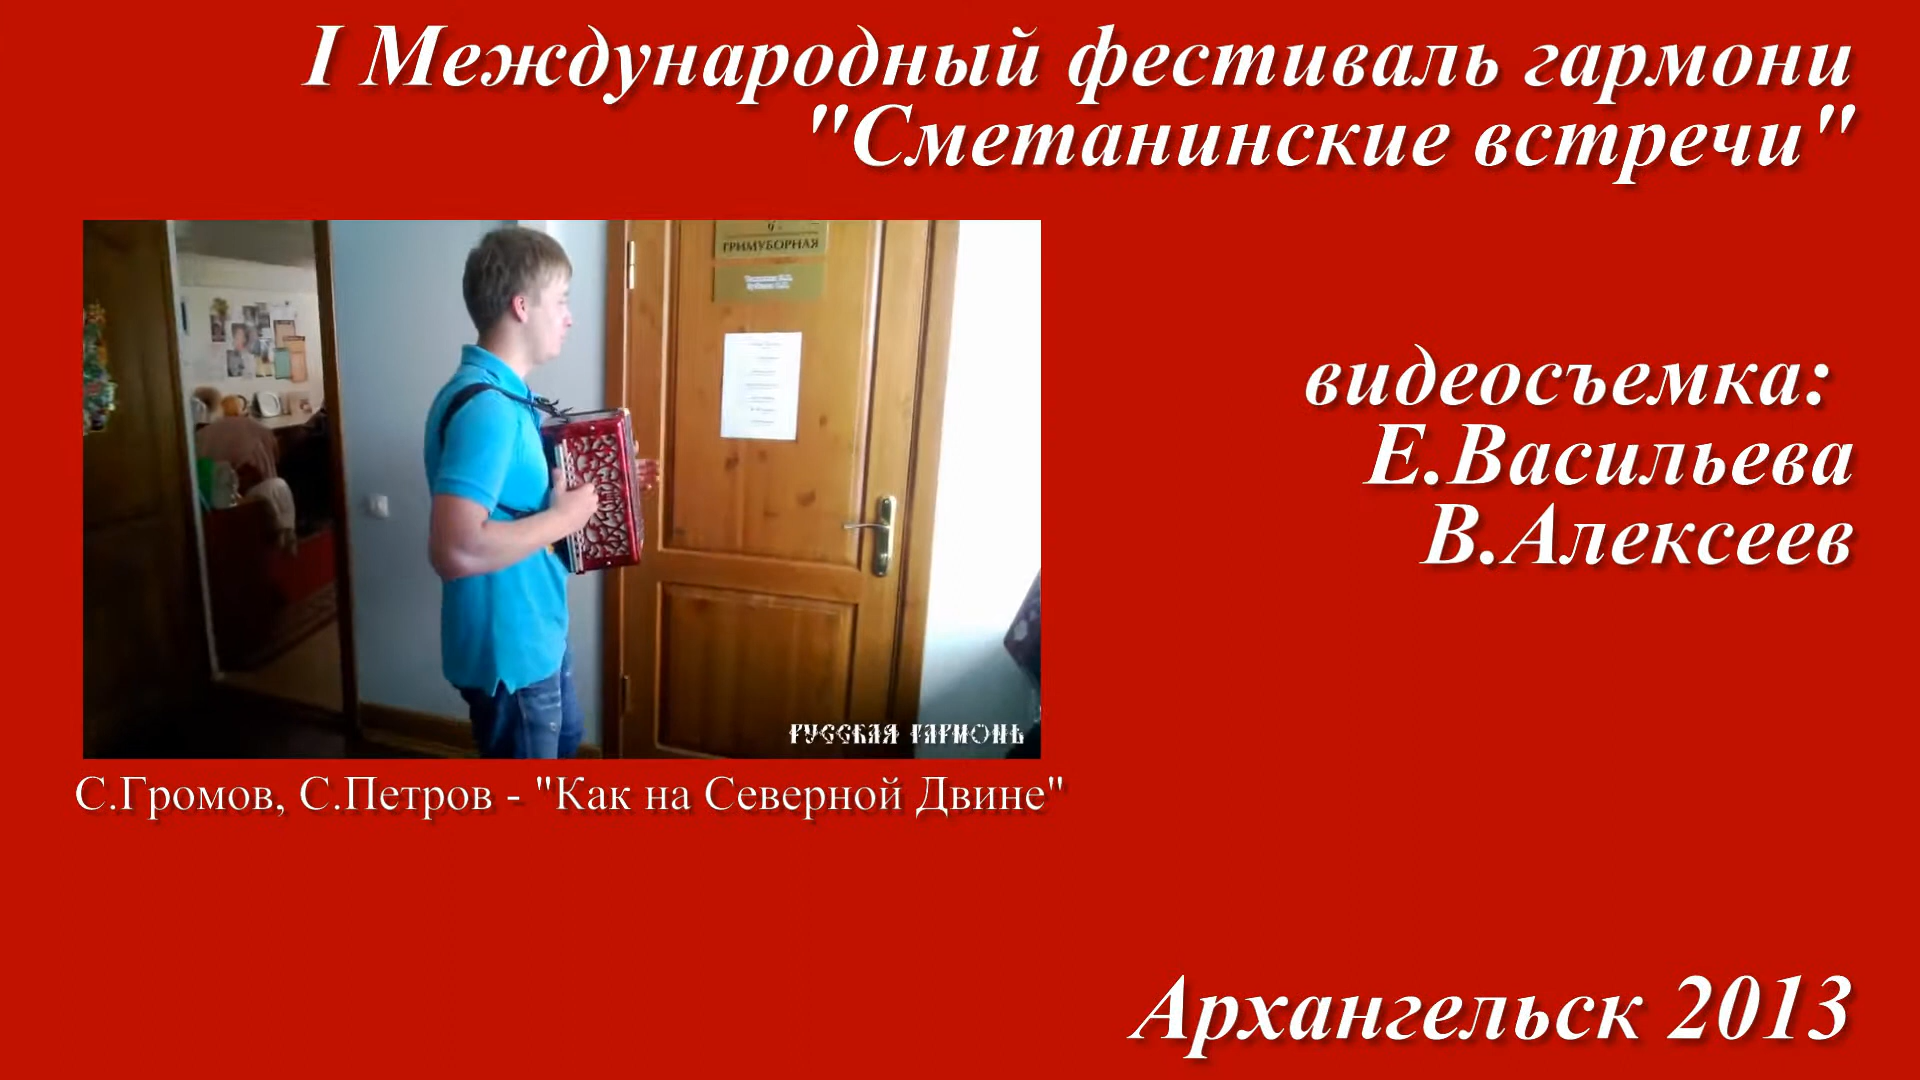 I Международный фестиваль гармони
"Сметанинские встречи"
9
ГРИМУБОРНАЯ
видеосъемка:
Е.Васильева
В.Алексеев
РУССКАЯ ГАРМОНЬ
С.Громов, С.Петров - "Как на Северной Двине"
Архангельск 2013